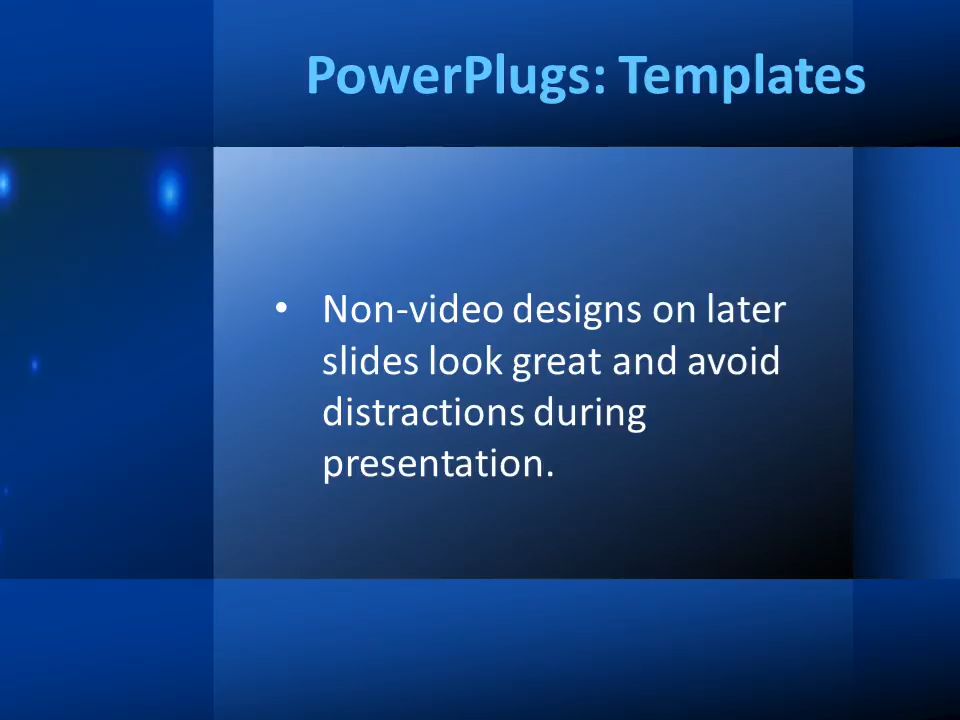 PowerPlugs: Templates
• Non-video designs on later
slides look great and avoid
distractions during
presentation.